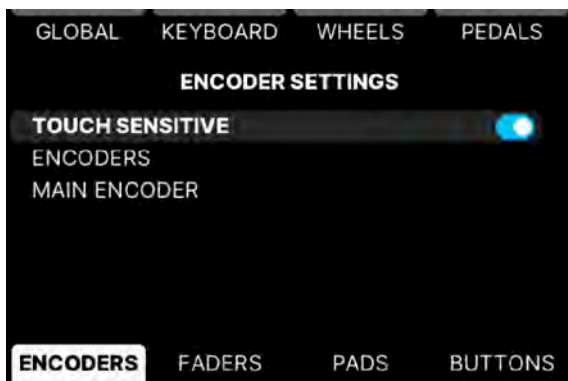 GLOBAL KEYBOARD WHEELS PEDALS
ENCODER SETTINGS
TOUCH SENSITIVE
ENCODERS
MAIN ENCODER
ENCODERS FADERS PADS BUTTONS